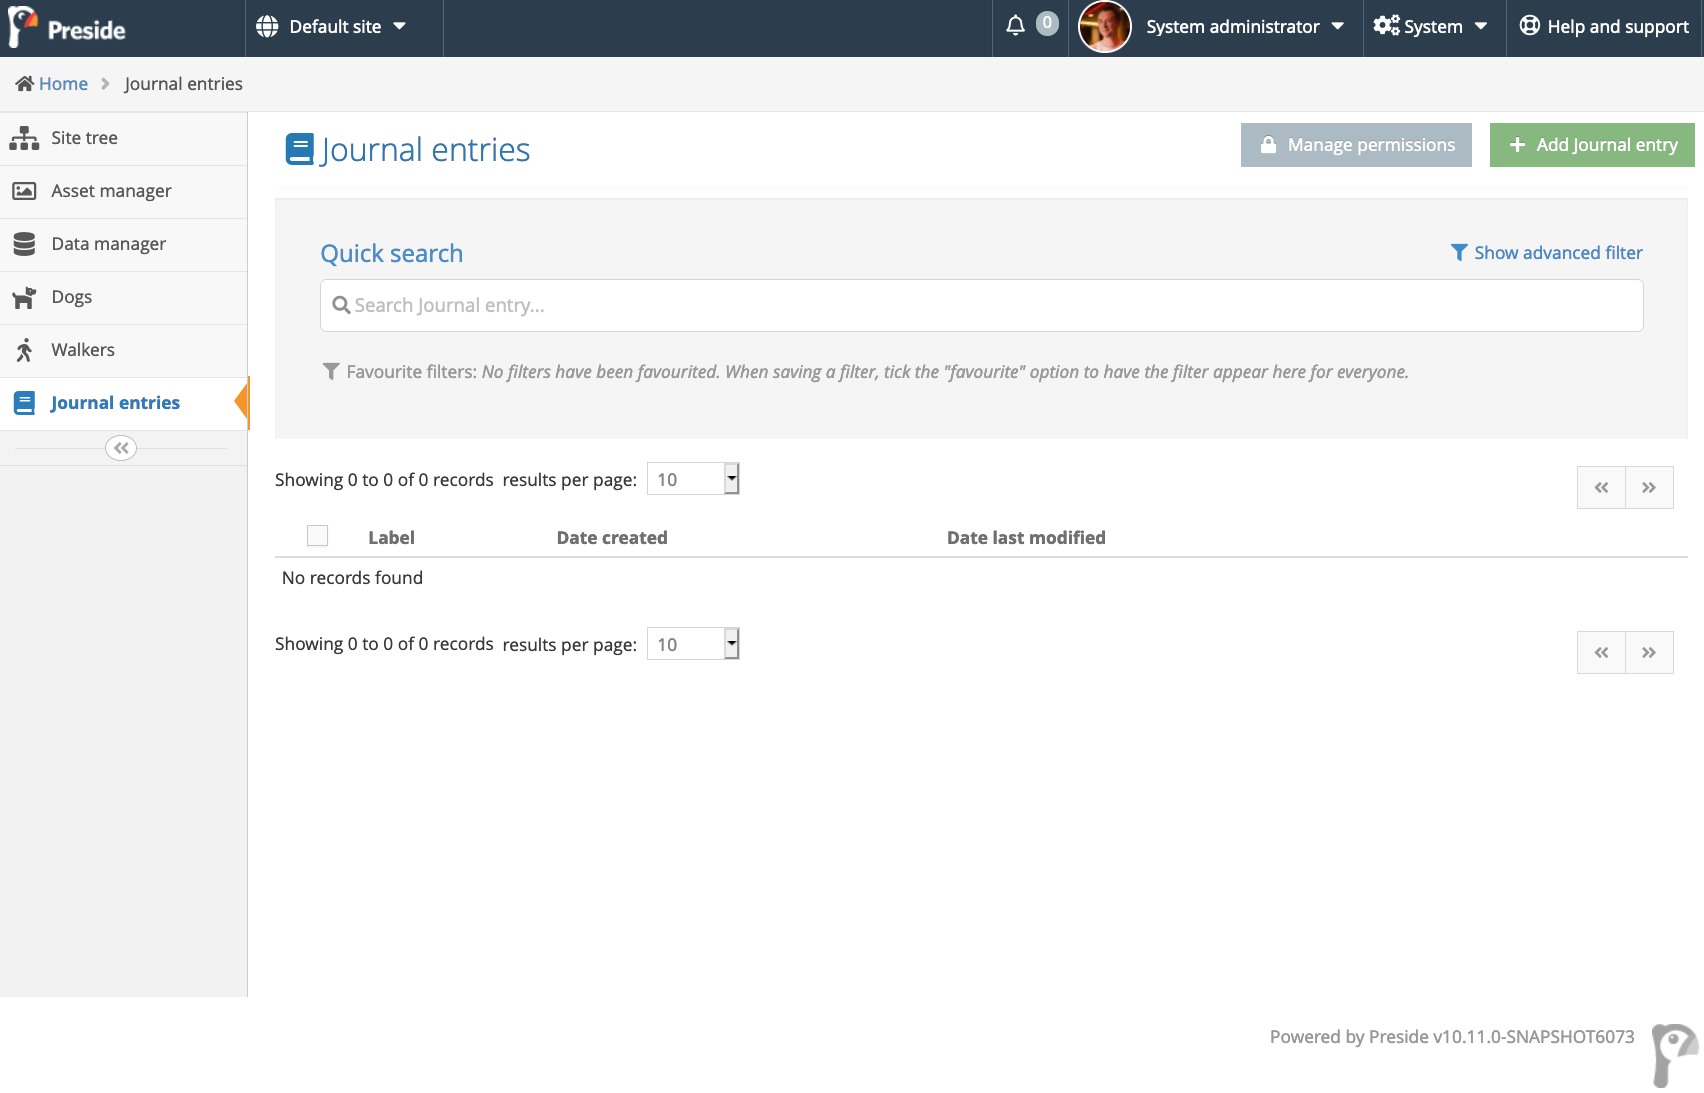 Preside
Default site
0
System administrator
System
Help and support
Home
Journal entries
Site tree
Asset manager
Data manager
Dogs
Walkers
Journal entries
Journal entries
Manage permissions
Add Journal entry
Quick search
Show advanced filter
Search Journal entry...
Favourite filters: No filters have been favourited. When saving a filter, tick the "favourite" option to have the filter appear here for everyone.
Showing 0 to 0 of 0 records results per page: 10
Label Date created Date last modified
No records found
Showing 0 to 0 of 0 records results per page: 10
Powered by Preside v10.11.0-SNAPSHOT6073